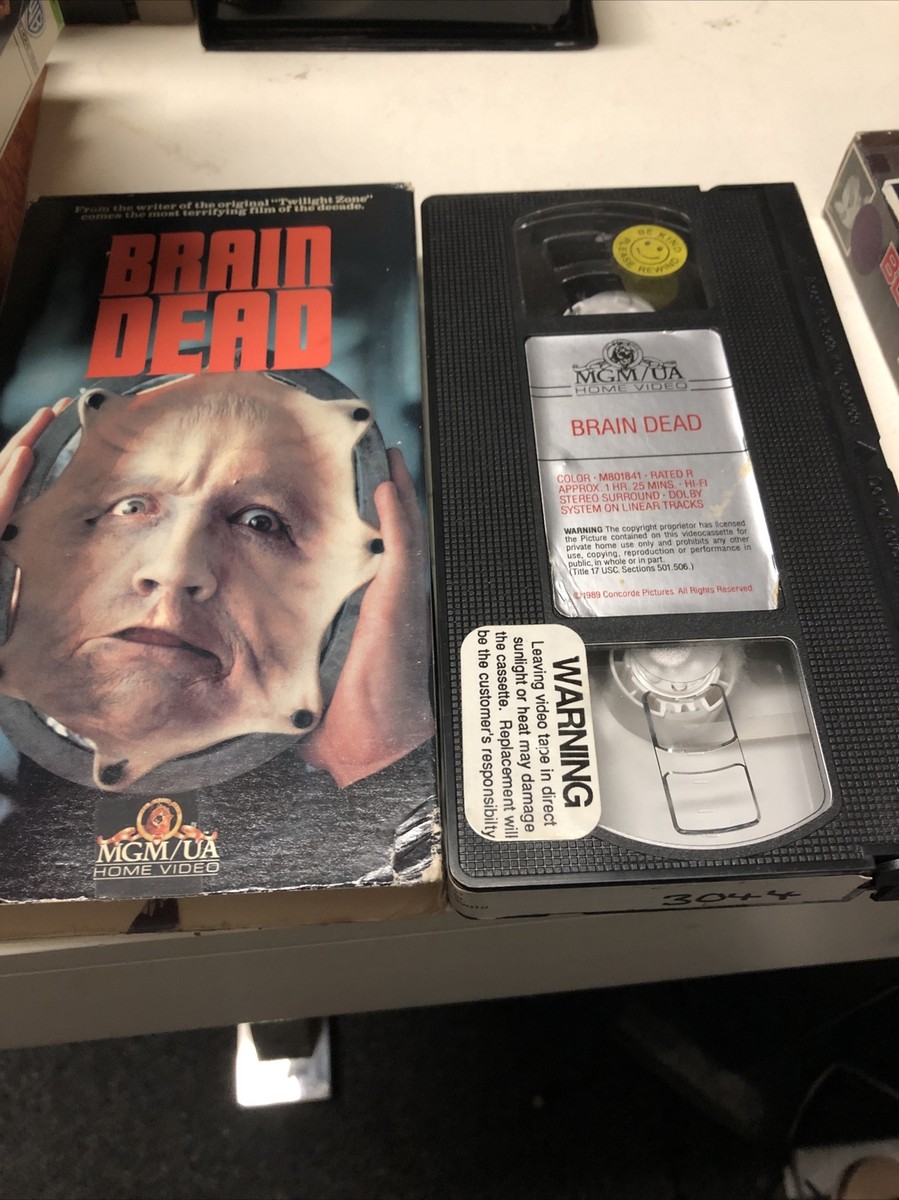 From the writer of the original "Twilight Zone"
comes the most terrifying film of the decade.
BRAIN
DEAD
MGM/UA
HOME VIDEO
BE KIND
PLEASE REWIND
MGM/UA
HOME VIDEO
BRAIN DEAD
COLOR · M801841 · RATED R
APPROX. 1 HR. 25 MINS. · HI-FI
STEREO SURROUND · DOLBY
SYSTEM ON LINEAR TRACKS
WARNING The copyright proprietor has licensed
the Picture contained on this videocassette for
private home use only and prohibits any other
use, copying, reproduction or performance in
public, in whole or in part.
(Title 17 USC. Sections 501.506.)
©1989 Concorde Pictures. All Rights Reserved.
WARNING
Leaving video tape in direct
sunlight or heat may damage
the cassette. Replacement will
be the customer's responsibilty
3044